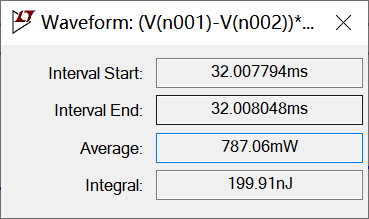 Waveform: (V(n001)-V(n002))*...
Interval Start: 32.007794ms
Interval End: 32.008048ms
Average: 787.06mW
Integral: 199.91nJ